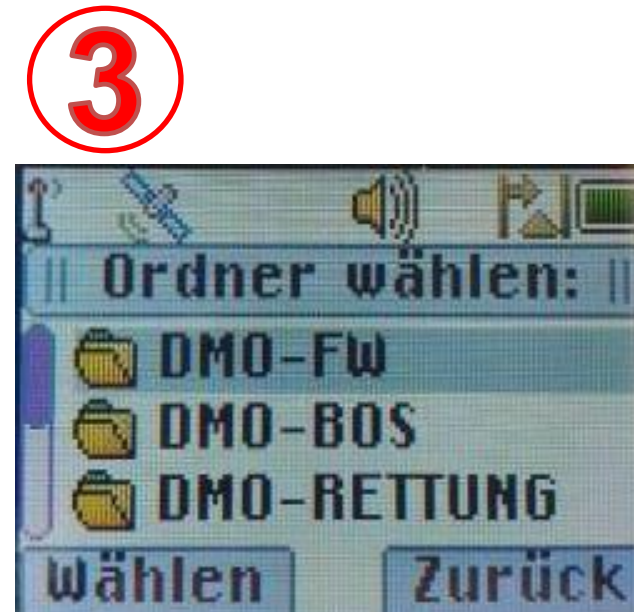 3
Ordner wählen:
DMO-FW
DMO-BOS
DMO-RETTUNG
Wählen
Zurück